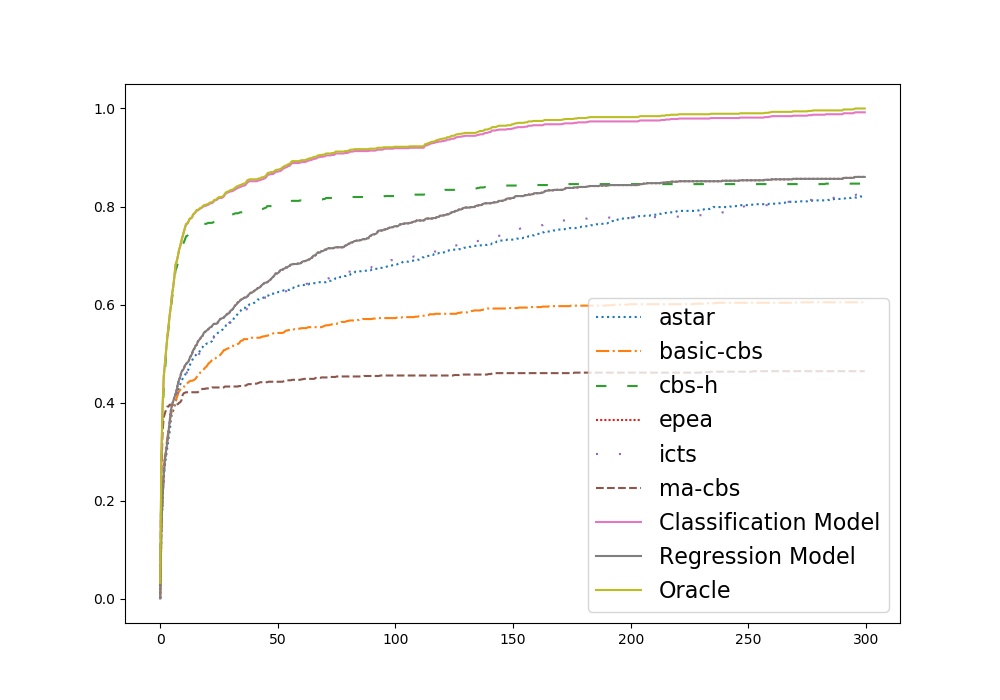 1.0
0.8
0.6
0.4
0.2
0.0
astar
basic-cbs
cbs-h
epea
icts
ma-cbs
Classification Model
Regression Model
Oracle
0 50 100 150 200 250 300